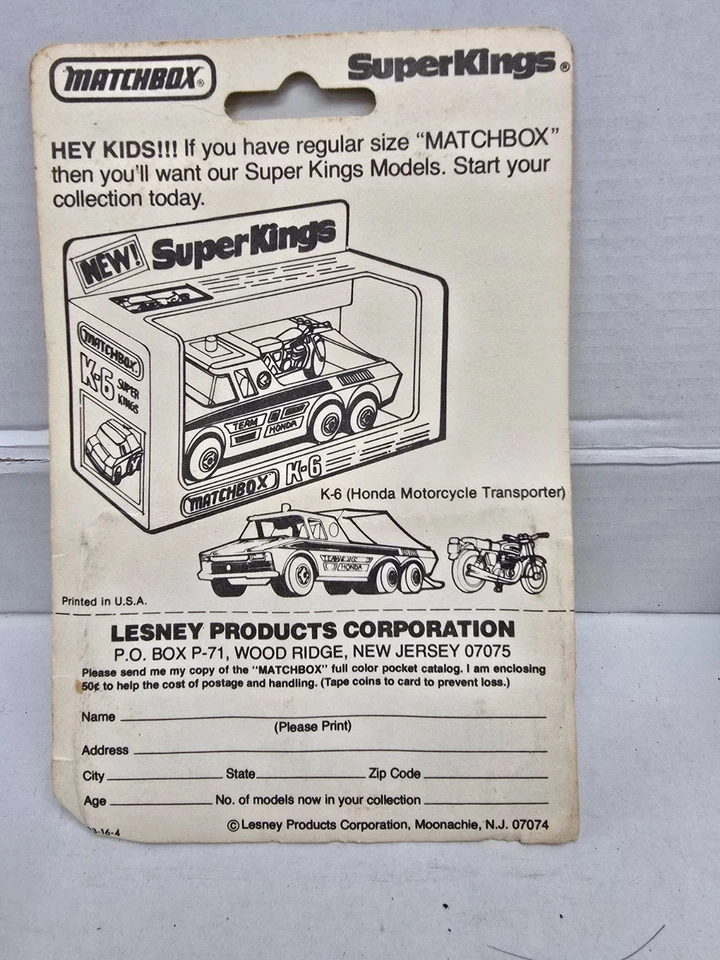 "MATCHBOX"®
SuperKings®
HEY KIDS!!! If you have regular size “MATCHBOX”
then you'll want our Super Kings Models. Start your
collection today.
NEW! SuperKings
"MATCHBOX"
K-6 SUPER
KINGS
TEAM
HONDA
"MATCHBOX" K-6
K-6 (Honda Motorcycle Transporter)
TEAM
HONDA
Printed in U.S.A.
LESNEY PRODUCTS CORPORATION
P.O. BOX P-71, WOOD RIDGE, NEW JERSEY 07075
Please send me my copy of the "MATCHBOX" full color pocket catalog. I am enclosing
50¢ to help the cost of postage and handling. (Tape coins to card to prevent loss.)
Name
(Please Print)
Address
City State Zip Code
Age No. of models now in your collection
-16-4
© Lesney Products Corporation, Moonachie, N.J. 07074